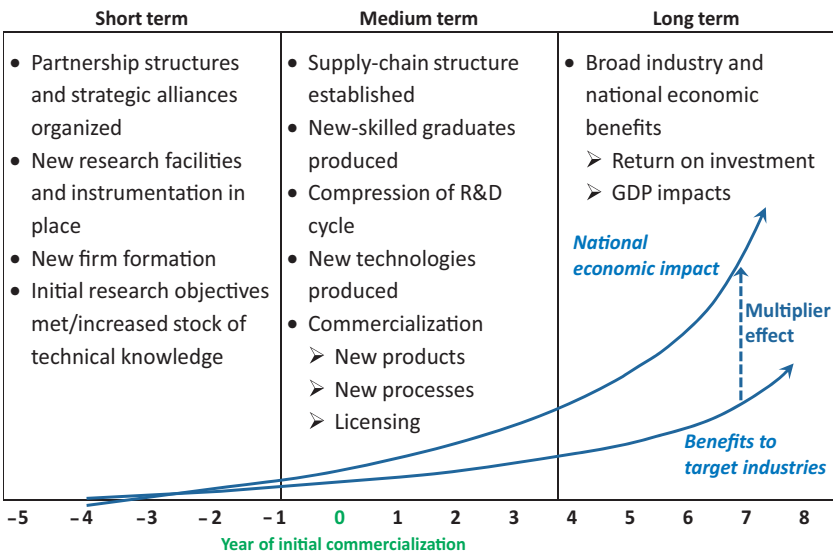 Short term
Medium term
Long term
• Partnership structures
and strategic alliances
organized
• New research facilities
and instrumentation in
place
• New firm formation
• Initial research objectives
met/increased stock of
technical knowledge
• Supply-chain structure
established
• New-skilled graduates
produced
• Compression of R&D
cycle
• New technologies
produced
• Commercialization
➢ New products
➢ New processes
➢ Licensing
• Broad industry and
national economic
benefits
➢ Return on investment
➢ GDP impacts
National
economic impact
Multiplier
effect
Benefits to
target industries
–5 –4 –3 –2 –1 0 1 2 3 4 5 6 7 8
Year of initial commercialization